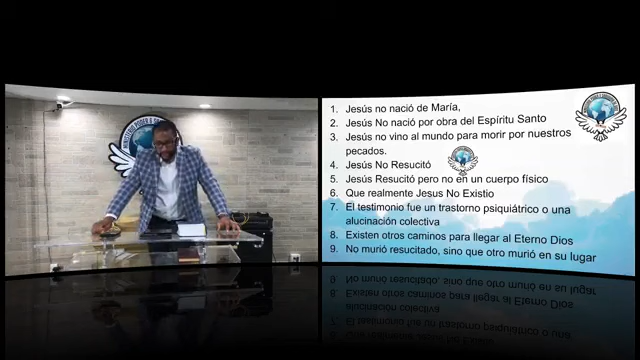 1. Jesús no nació de María,
2. Jesús No nació por obra del Espíritu Santo
3. Jesús no vino al mundo para morir por nuestros
pecados.
4. Jesús No Resucitó
5. Jesús Resucitó pero no en un cuerpo físico
6. Que realmente Jesus No Existio
7. El testimonio fue un trastorno psiquiátrico o una
alucinación colectiva
8. Existen otros caminos para llegar al Eterno Dios
9. No murió resucitado, sino que otro murió en su lugar